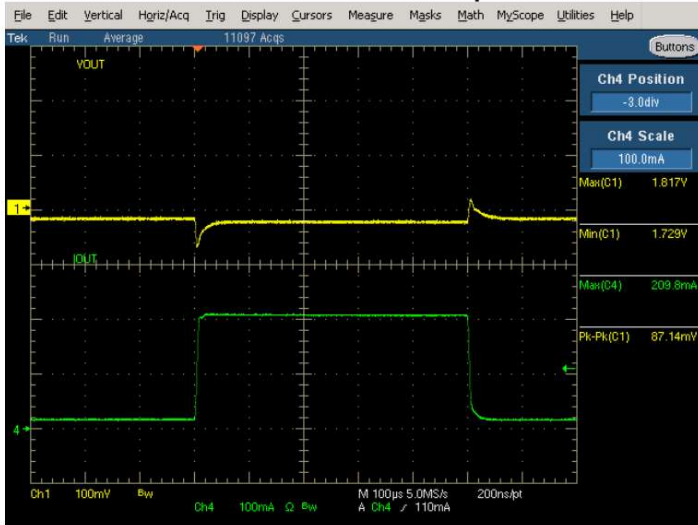 File Edit Vertical Horiz/Acq Trig Display Cursors Measure Masks Math MyScope Utilities Help
Tek Run Average 11097 Acqs Buttons
VOUT
Ch4 Position
-3.0div
Ch4 Scale
100.0mA
Max(C1) 1.817V
1
Min(C1) 1.729V
IOUT
Max(C4) 209.8mA
Pk-Pk(C1) 87.14mV
4
Ch1 100mV Bw M 100µs 5.0MS/s 200ns/pt
Ch4 100mA Ω Bw A Ch4 ∕ 110mA